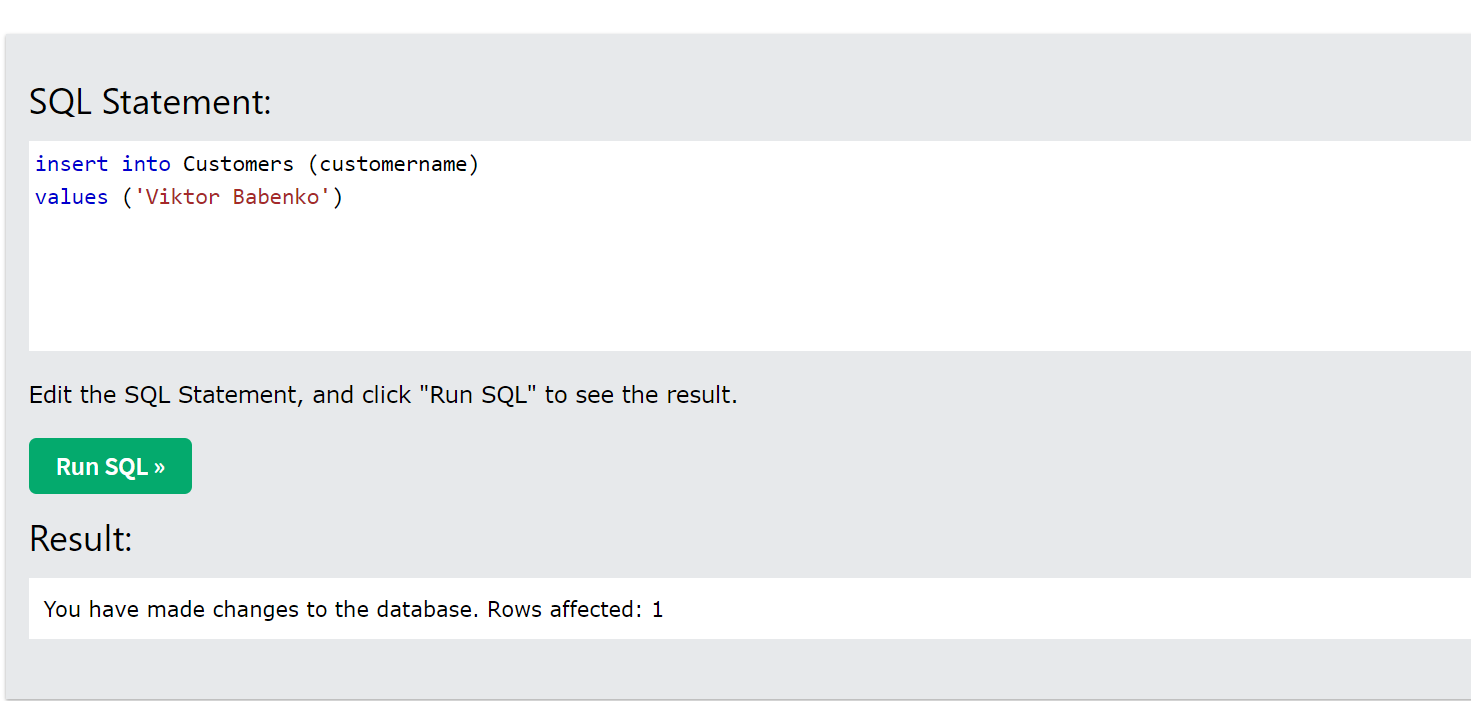 SQL Statement:
insert into Customers (customername)
values ('Viktor Babenko')
Edit the SQL Statement, and click "Run SQL" to see the result.
Run SQL »
Result:
You have made changes to the database. Rows affected: 1